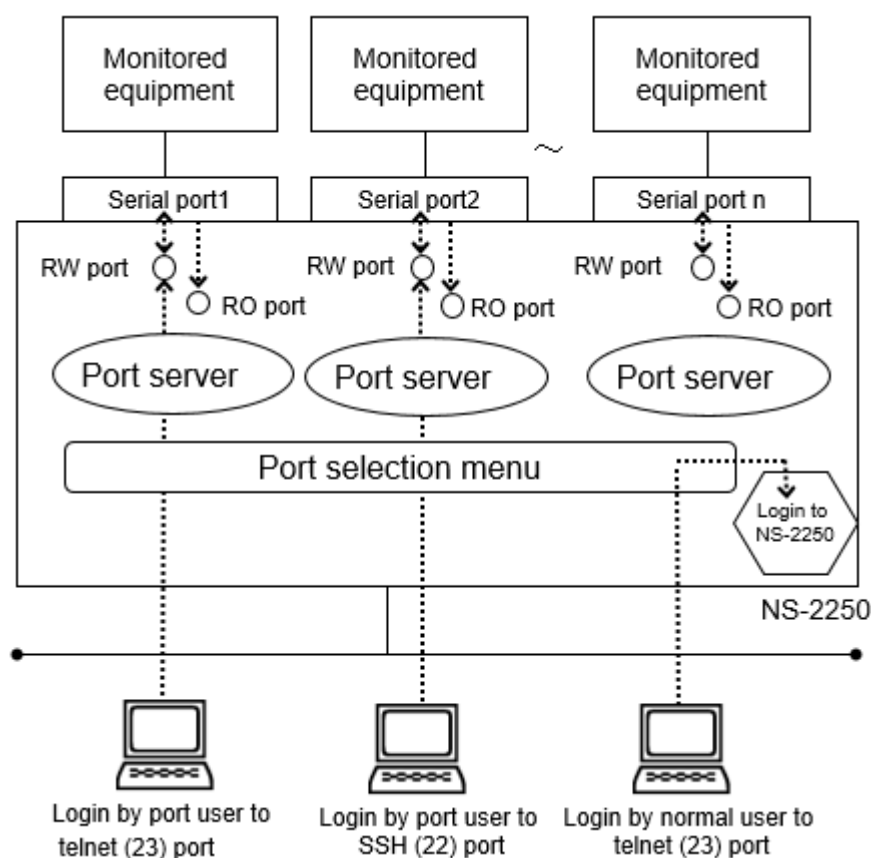 Monitored
equipment
Monitored
equipment
Monitored
equipment
~
Serial port1
Serial port2
Serial port n
RW port
RO port
RW port
RO port
RW port
RO port
Port server
Port server
Port server
Port selection menu
Login to
NS-2250
NS-2250
Login by port user to
telnet (23) port
Login by port user to
SSH (22) port
Login by normal user to
telnet (23) port